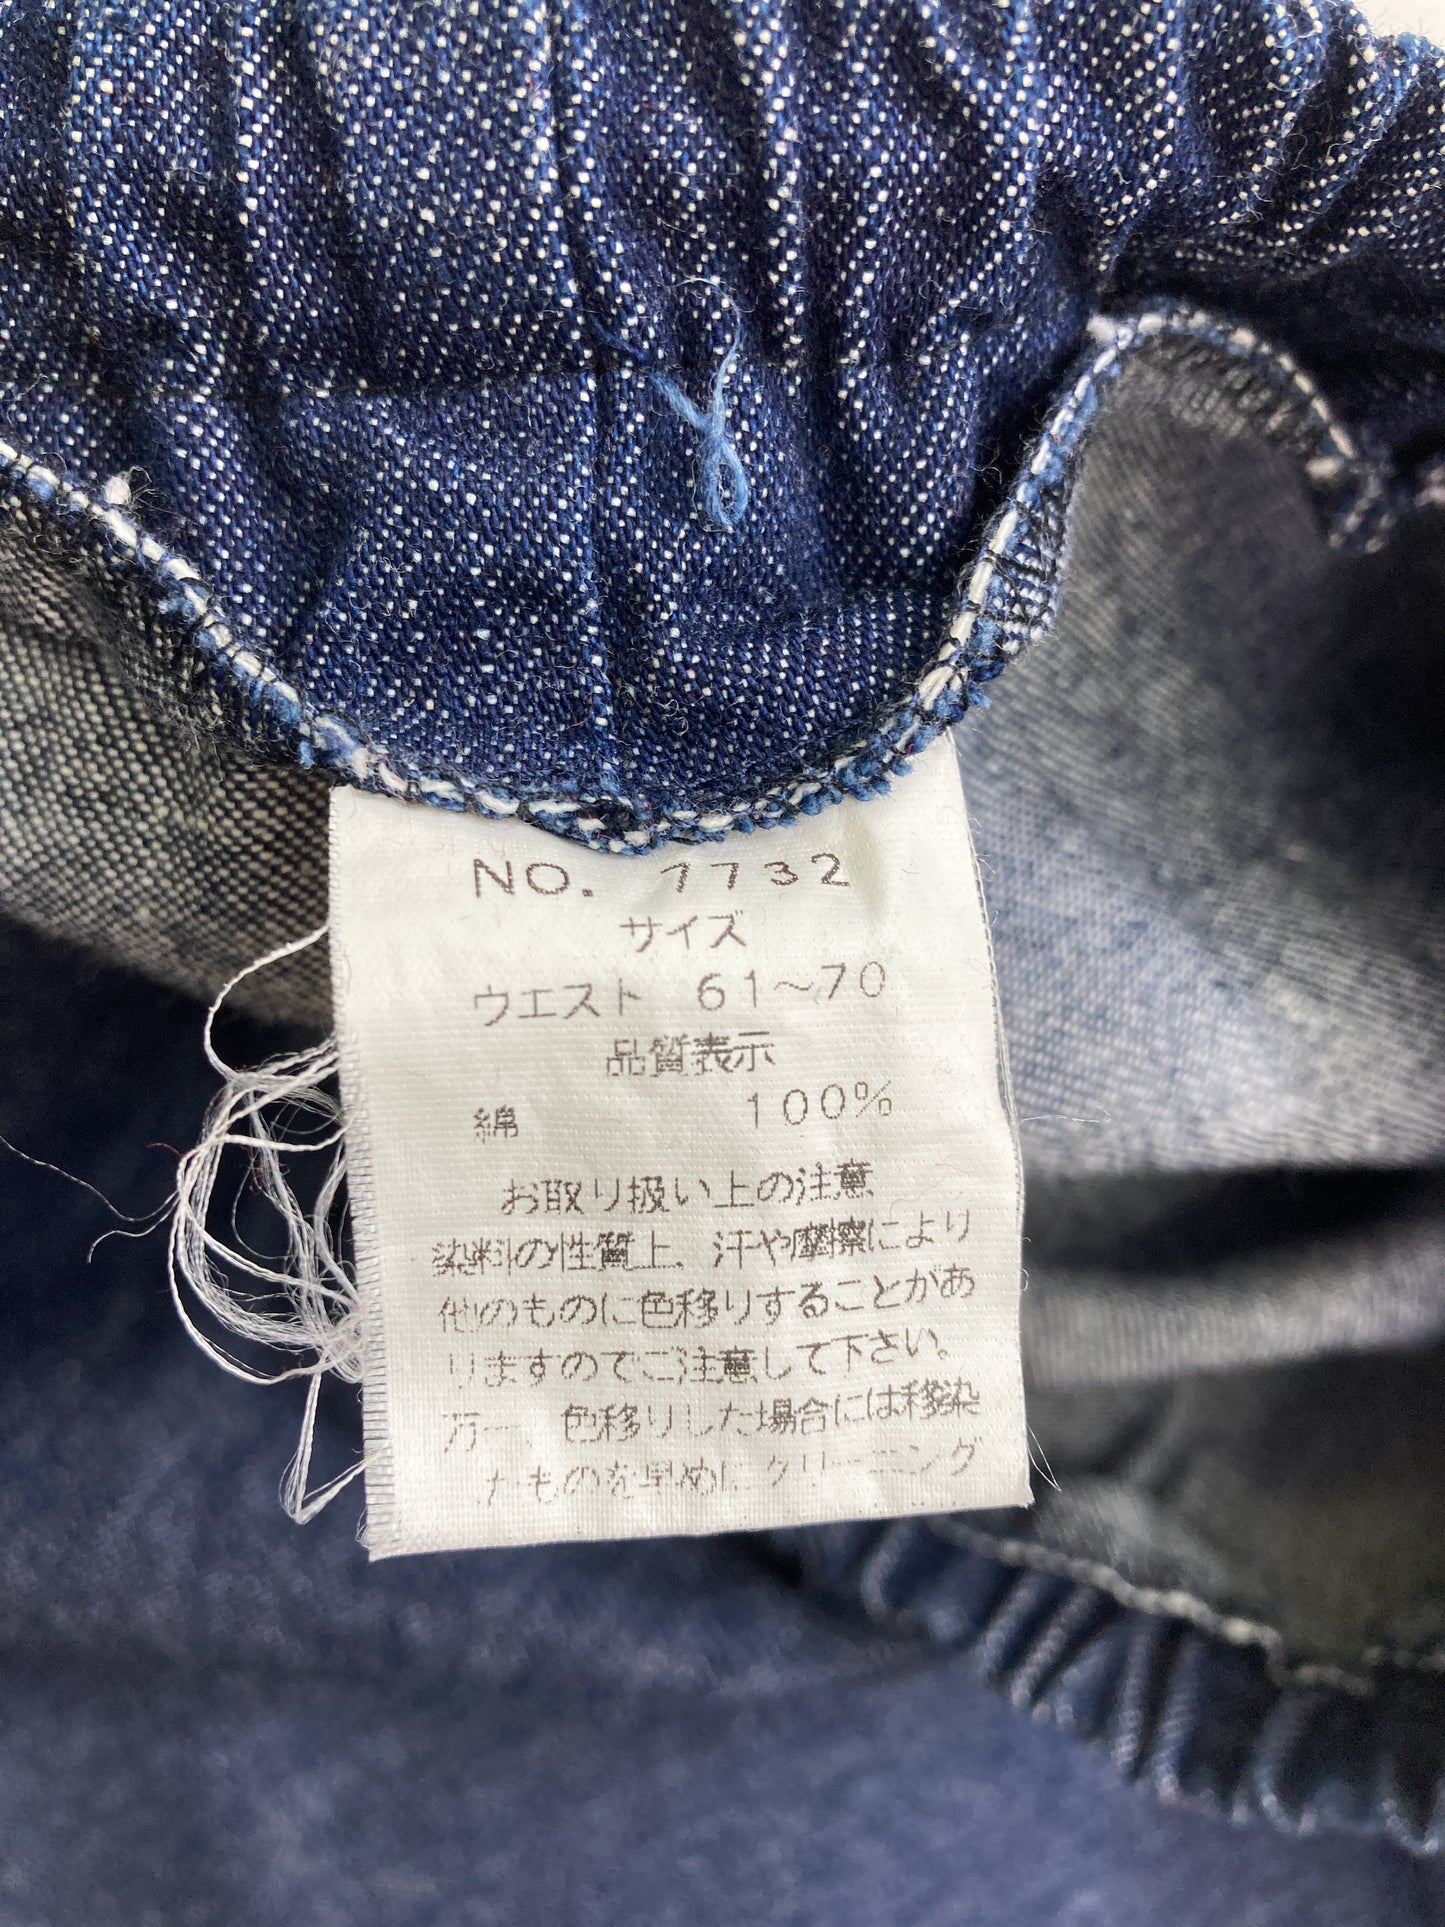 NO. 7732
サイズ
ウエスト 61～70
品質表示
綿 100%
お取り扱い上の注意
染料の性質上、汗や摩擦により
他のものに色移りすることがあ
りますのでご注意して下さい。
万一、色移りした場合には移染
したものを早めにクリーニング